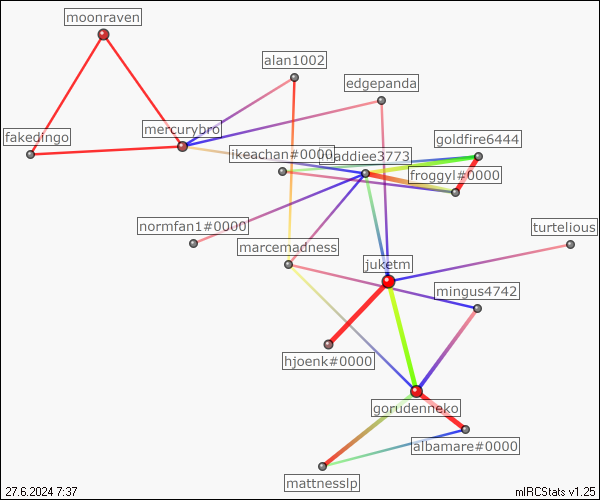 moonraven
alan1002
edgepanda
mercurybro
fakedingo
goldfire6444
ikeachan#0000
addiee3773
froggyl#0000
normfan1#0000
turtelious
marcemadness
juketm
mingus4742
hjoenk#0000
gorudenneko
albamare#0000
mattnesslp
27.6.2024 7:37
mIRCStats v1.25